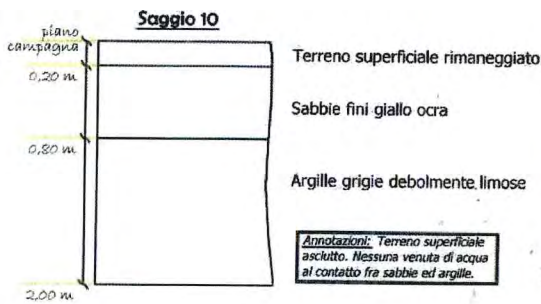 Saggio 10
piano
campagna
Terreno superficiale rimaneggiato
0,20 m
Sabbie fini giallo ocra
0,80 m
Argille grigie debolmente limose
Annotazioni: Terreno superficiale
asciutto. Nessuna venuta di acqua
al contatto fra sabbie ed argille.
2,00 m